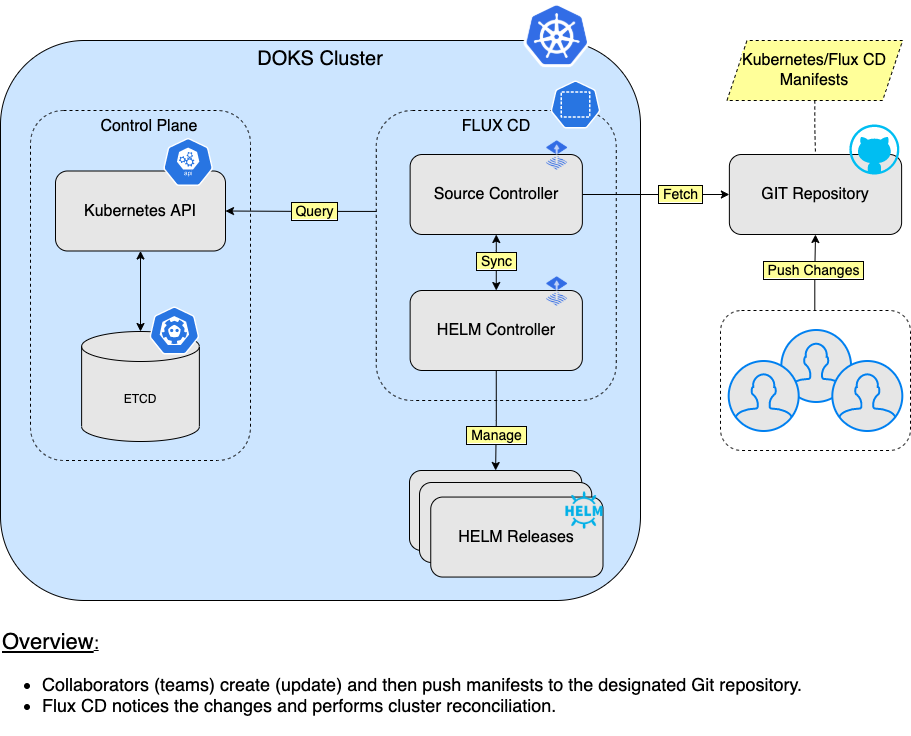 DOKS Cluster
Control Plane
api
Kubernetes API
ETCD
Query
FLUX CD
Source Controller
Sync
HELM Controller
Manage
HELM
HELM Releases
Fetch
Kubernetes/Flux CD
Manifests
GIT Repository
Push Changes
Overview:
• Collaborators (teams) create (update) and then push manifests to the designated Git repository.
• Flux CD notices the changes and performs cluster reconciliation.